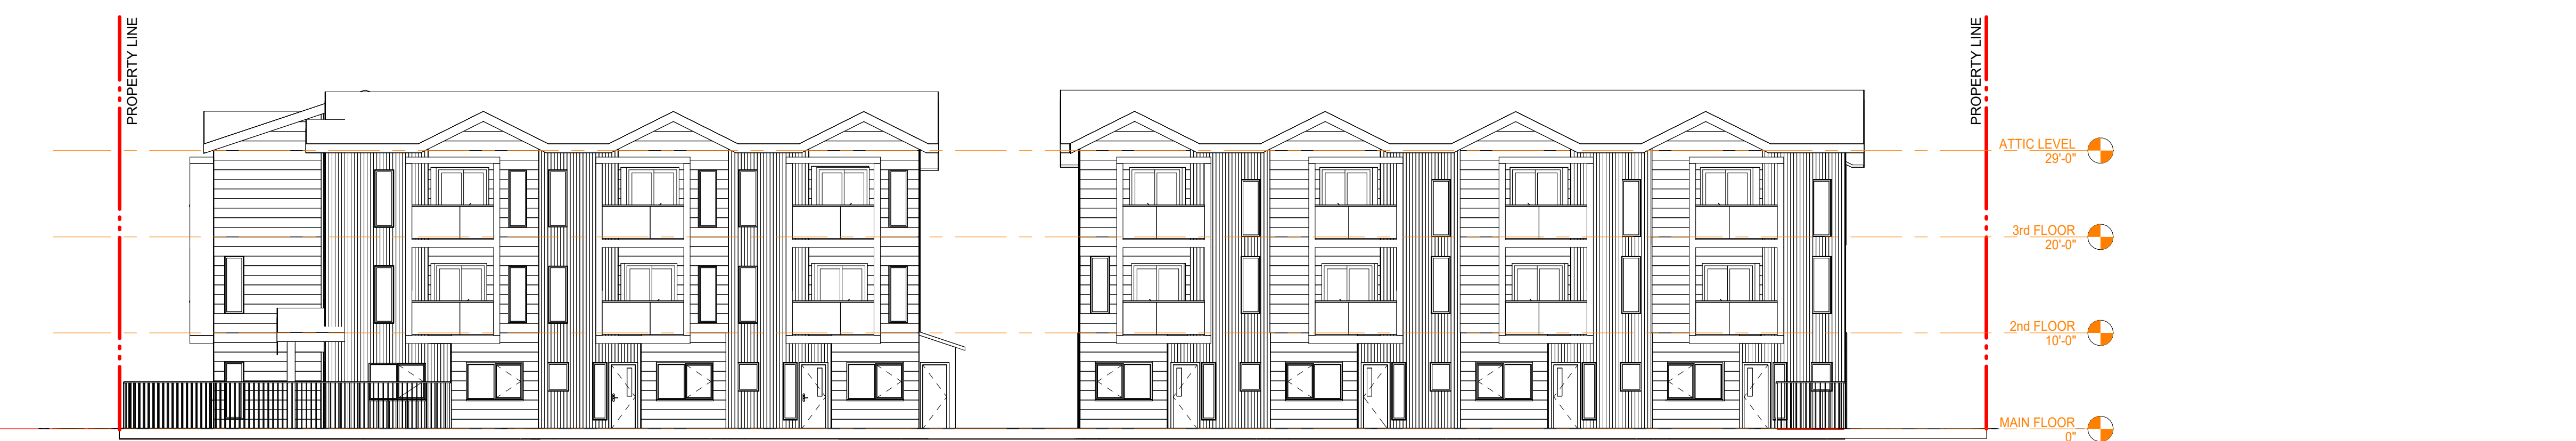 PROPERTY LINE
PROPERTY LINE
ATTIC LEVEL
29'-0"
3rd FLOOR
20'-0"
2nd FLOOR
10'-0"
MAIN FLOOR
0"